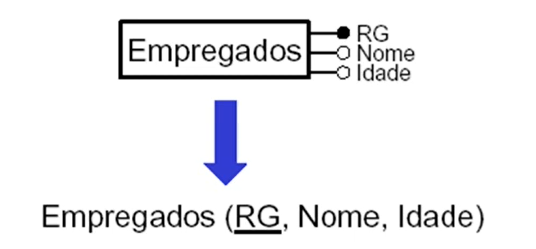 Empregados
RG
Nome
Idade
Empregados (RG, Nome, Idade)